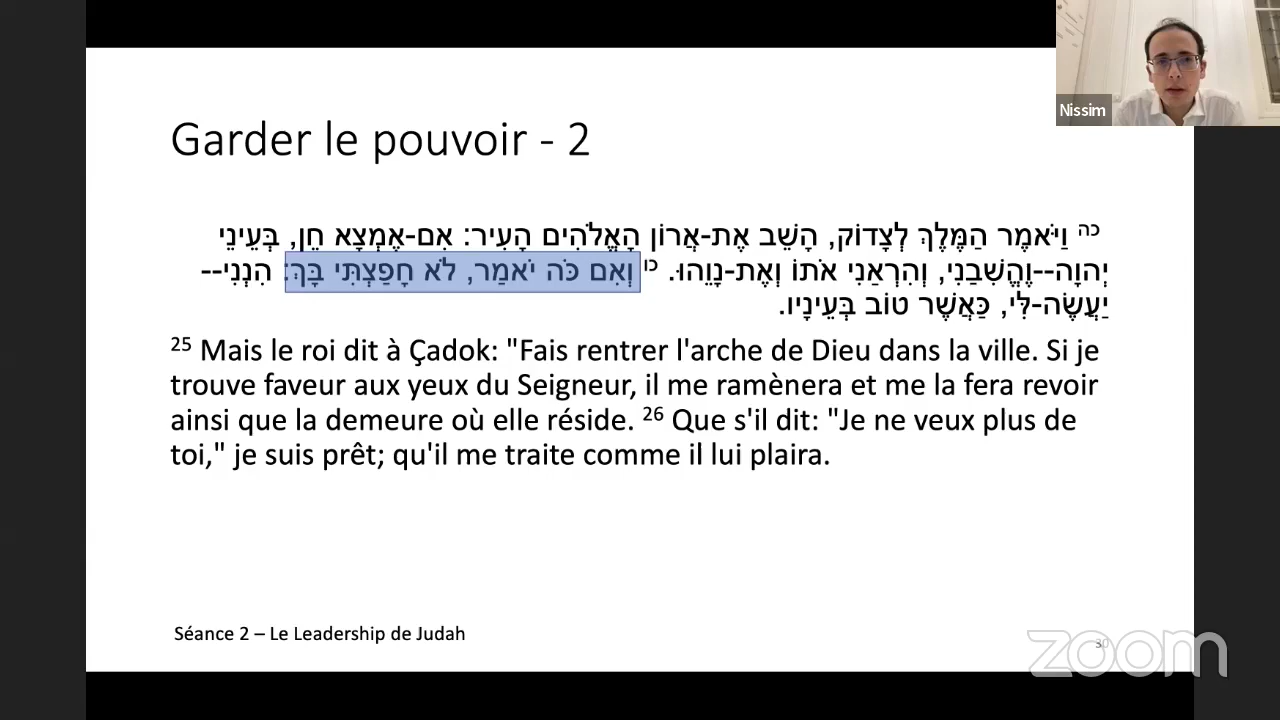 Nissim
Garder le pouvoir - 2
כה וַיֹּאמֶר הַמֶּלֶךְ לְצָדוֹק, הָשֵׁב אֶת-אֲרוֹן הָאֱלֹהִים הָעִיר: אִם-אֶמְצָא חֵן, בְּעֵינֵי
יְהוָה--וֶהֱשִׁבַנִי, וְהִרְאַנִי אֹתוֹ וְאֶת-נָוֵהוּ. כו וְאִם כֹּה יֹאמַר, לֹא חָפַצְתִּי בָּךְ: הִנְנִי--
יַעֲשֶׂה-לִּי, כַּאֲשֶׁר טוֹב בְּעֵינָיו.
25 Mais le roi dit à Çadok: "Fais rentrer l'arche de Dieu dans la ville. Si je
trouve faveur aux yeux du Seigneur, il me ramènera et me la fera revoir
ainsi que la demeure où elle réside. 26 Que s'il dit: "Je ne veux plus de
toi," je suis prêt; qu'il me traite comme il lui plaira.
Séance 2 – Le Leadership de Judah
30
zoom